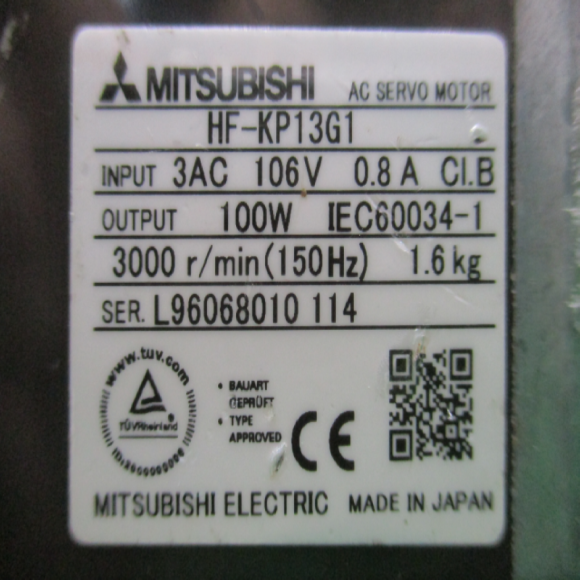 MITSUBISHI AC SERVO MOTOR
HF-KP13G1
INPUT 3AC 106V 0.8 A CI.B
OUTPUT 100W IEC60034-1
3000 r/min(150Hz) 1.6 kg
SER. L96068010 114
www.tuv.com
TÜVRheinland
• BAUART
GEPRÜFT
• TYPE
APPROVED
CE
MITSUBISHI ELECTRIC MADE IN JAPAN